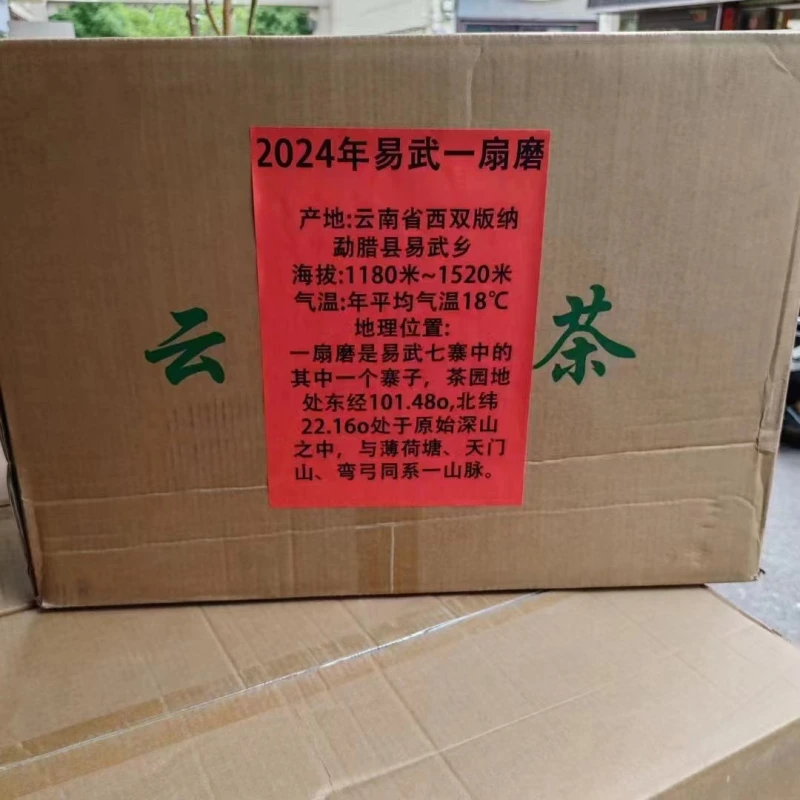 2024年易武一扇磨
产地:云南省西双版纳
勐腊县易武乡
海拔:1180米~1520米
气温:年平均气温18℃
地理位置:
一扇磨是易武七寨中的
其中一个寨子，茶园地
处东经101.48o,北纬
22.16o处于原始深山
之中，与薄荷塘、天门
山、弯弓同系一山脉。
云
茶